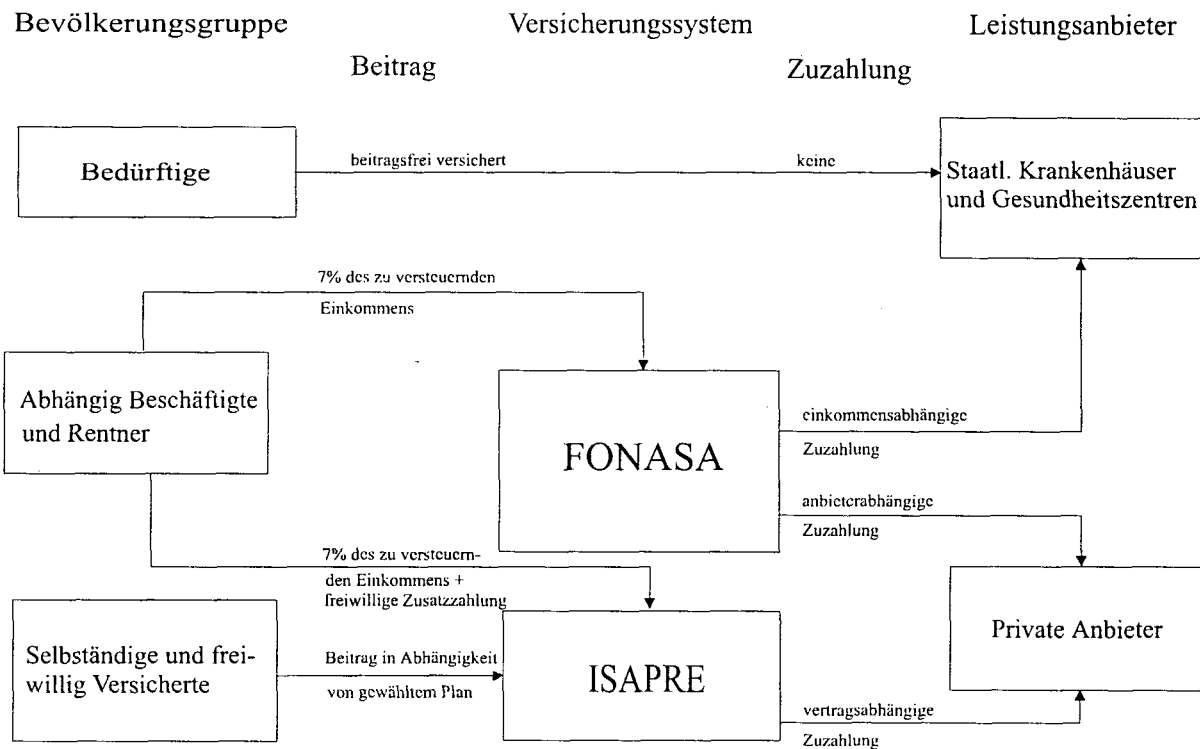 Bevölkerungsgruppe
Versicherungssystem
Leistungsanbieter
Beitrag
Zuzahlung
Bedürftige
beitragsfrei versichert
keine
Staatl. Krankenhäuser
und Gesundheitszentren
7% des zu versteuernden
Einkommens
Abhängig Beschäftigte
und Rentner
FONASA
einkommensabhängige
Zuzahlung
anbieterabhängige
Zuzahlung
7% des zu versteuern-
den Einkommens +
freiwillige Zusatzzahlung
Selbständige und frei-
willig Versicherte
Beitrag in Abhängigkeit
von gewähltem Plan
ISAPRE
Private Anbieter
vertragsabhängige
Zuzahlung